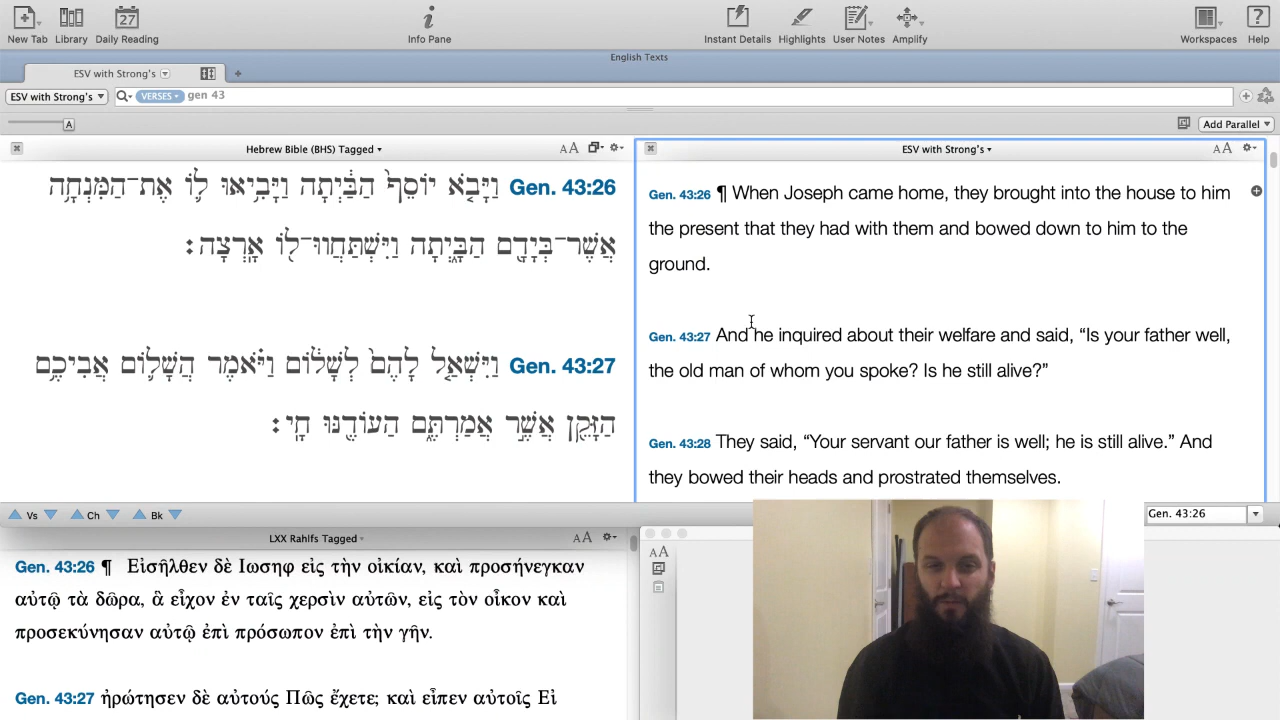 New Tab Library Daily Reading Info Pane Instant Details Highlights User Notes Amplify Workspaces Help
27
English Texts
ESV with Strong's
ESV with Strong's VERSES gen 43
A
Add Parallel
Hebrew Bible (BHS) Tagged
Gen. 43:26 וַיָּבֹ֤א יוֹסֵף֙ הַבַּ֔יְתָה וַיָּבִ֥יאּוּ ל֛וֹ אֶת־הַמִּנְחָ֥ה
אֲשֶׁר־בְּיָדָ֖ם הַבָּ֑יְתָה וַיִּשְׁתַּחֲווּ־ל֖וֹ אָֽרְצָה׃
Gen. 43:27 וַיִּשְׁאַ֤ל לָהֶם֙ לְשָׁל֔וֹם וַיֹּ֗אמֶר הֲשָׁל֛וֹם אֲבִיכֶ֥ם
הַזָּקֵ֖ן אֲשֶׁ֣ר אֲמַרְתֶּ֑ם הַעוֹדֶ֖נּוּ חָֽי׃
ESV with Strong's
Gen. 43:26 ¶ When Joseph came home, they brought into the house to him
the present that they had with them and bowed down to him to the
ground.
Gen. 43:27 And he inquired about their welfare and said, “Is your father well,
the old man of whom you spoke? Is he still alive?”
Gen. 43:28 They said, “Your servant our father is well; he is still alive.” And
they bowed their heads and prostrated themselves.
Vs Ch Bk
Gen. 43:26
LXX Rahlfs Tagged
Gen. 43:26 ¶ Εἰσῆλθεν δὲ Ιωσηφ εἰς τὴν οἰκίαν, καὶ προσήνεγκαν
αὐτῷ τὰ δῶρα, ἃ εἶχον ἐν ταῖς χερσὶν αὐτῶν, εἰς τὸν οἶκον καὶ
προσεκύνησαν αὐτῷ ἐπὶ πρόσωπον ἐπὶ τὴν γῆν.
Gen. 43:27 ἠρώτησεν δὲ αὐτούς Πῶς ἔχετε; καὶ εἶπεν αὐτοῖς Εἰ